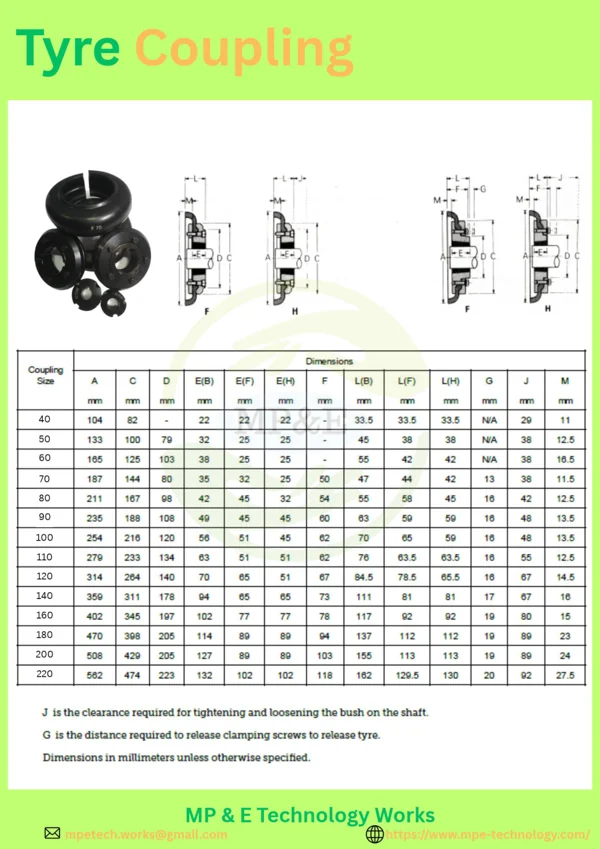 Tyre Coupling
F 70
L L J L L J
M M F G F
A E D C A E D C A E D C A E D C
F H F H
Coupling Size Dimensions
A C D E(B) E(F) E(H) F L(B) L(F) L(H) G J M
mm mm mm mm mm mm mm mm mm mm mm mm mm
40 104 82 - 22 22 22 - 33.5 33.5 33.5 N/A 29 11
50 133 100 79 32 25 25 - 45 38 38 N/A 38 12.5
60 165 125 103 38 25 25 - 55 42 42 N/A 38 16.5
70 187 144 80 35 32 25 50 47 44 42 13 38 11.5
80 211 167 98 42 45 32 54 55 58 45 16 42 12.5
90 235 188 108 49 45 45 60 63 59 59 16 48 13.5
100 254 216 120 56 51 45 62 70 65 59 16 48 13.5
110 279 233 134 63 51 51 62 76 63.5 63.5 16 55 12.5
120 314 264 140 70 65 51 67 84.5 78.5 65.5 16 67 14.5
140 359 311 178 94 65 65 73 111 81 81 17 67 16
160 402 345 197 102 77 77 78 117 92 92 19 80 15
180 470 398 205 114 89 89 94 137 112 112 19 89 23
200 508 429 205 127 89 89 103 155 113 113 19 89 24
220 562 474 223 132 102 102 118 162 129.5 130 20 92 27.5
MP&E
J is the clearance required for tightening and loosening the bush on the shaft.
G is the distance required to release clamping screws to release tyre.
Dimensions in millimeters unless otherwise specified.
MP & E Technology Works
mpetech.works@gmail.com https://www.mpe-technology.com/